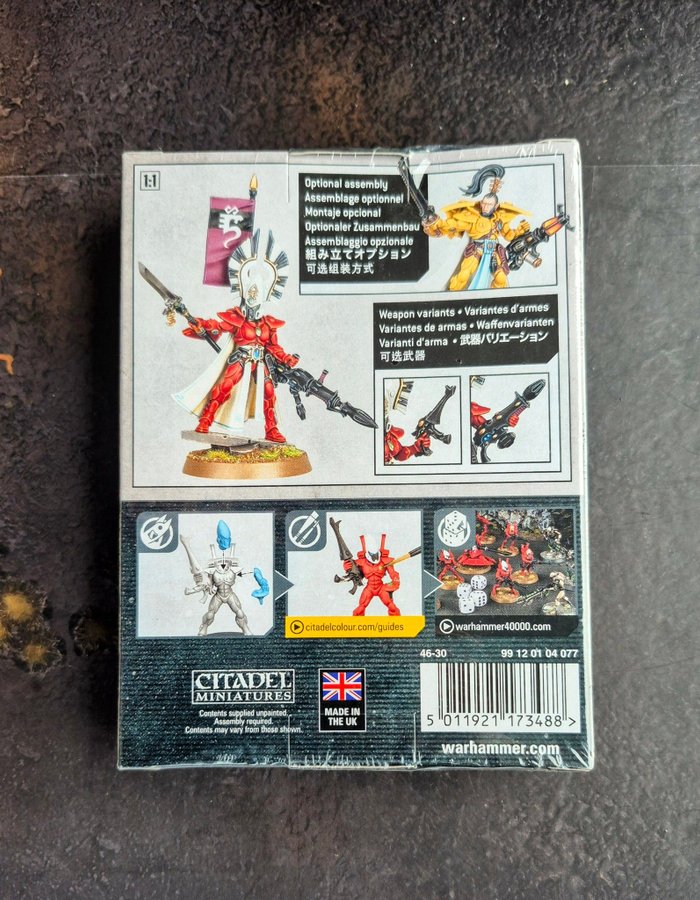 1:1
Optional assembly
Assemblage optionnel
Montaje opcional
Optionaler Zusammenbau
Assemblaggio opzionale
組み立てオプション
可选组装方式
Weapon variants • Variantes d'armes
Variantes de armas • Waffenvarianten
Varianti d'arma • 武器バリエーション
可选武器
citadelcolour.com/guides
warhammer40000.com
46-30 99 12 01 04 077
CITADEL
MINIATURES
Contents supplied unpainted.
Assembly required.
Contents may vary from those shown.
MADE IN
THE UK
5 011921 173488 >
warhammer.com